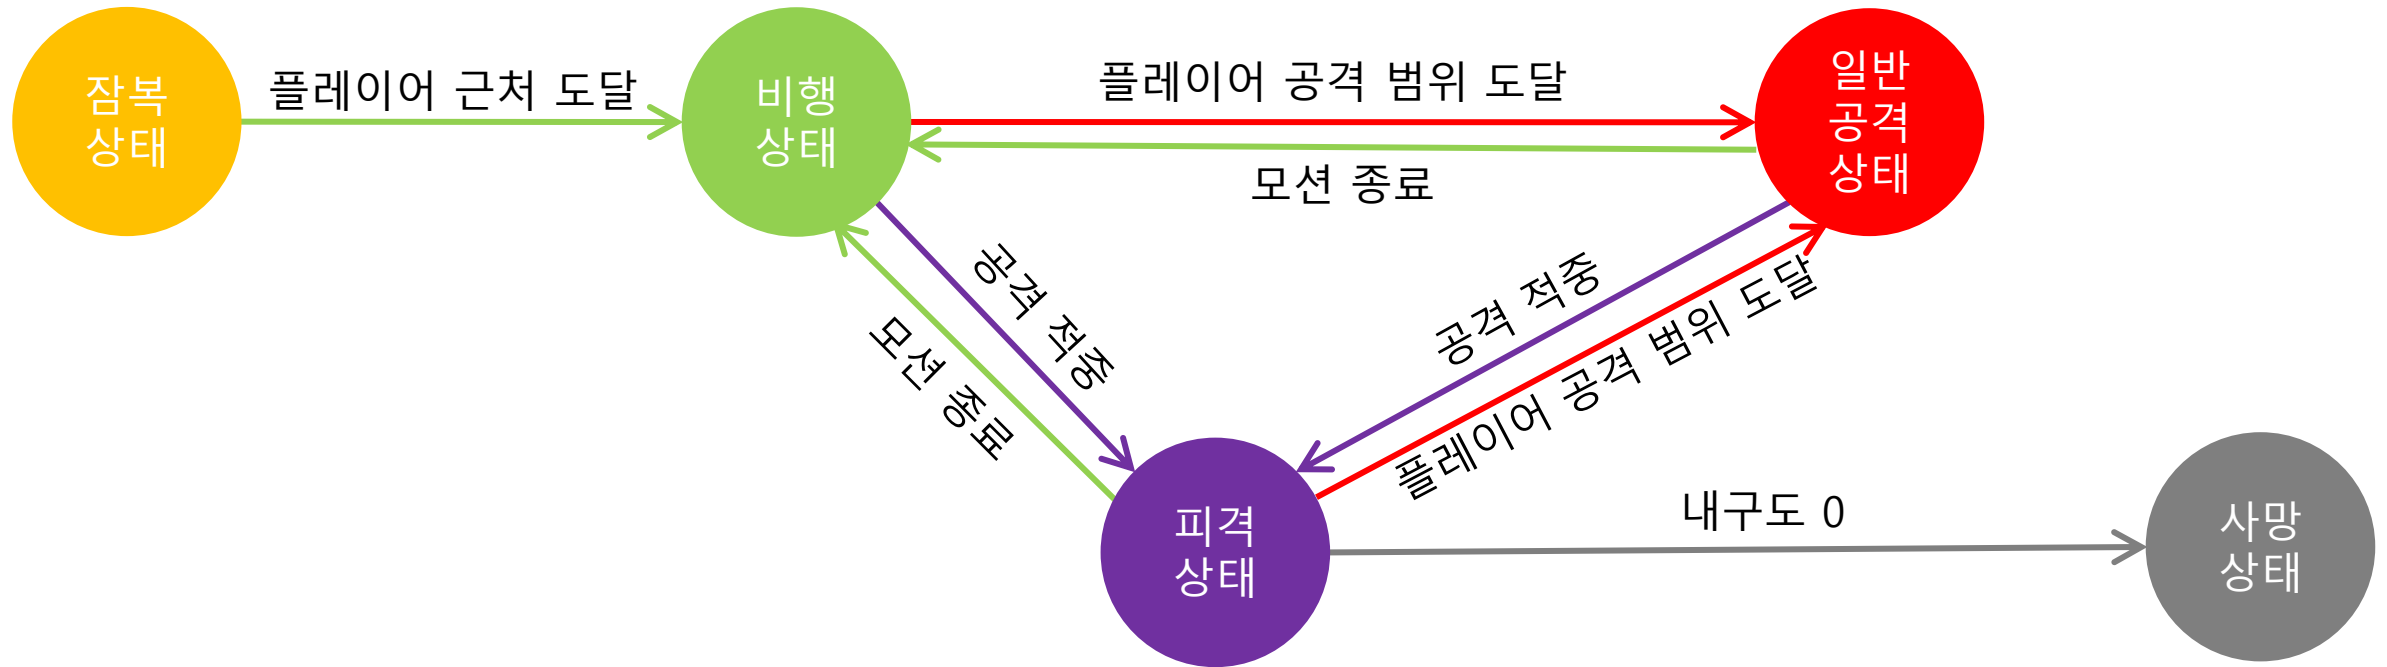 잠복
상태
플레이어 근처 도달
비행
상태
플레이어 공격 범위 도달
모션 종료
일반
공격
상태
공격 적중
모션 종료
공격 적중
플레이어 공격 범위 도달
피격
상태
내구도 0
사망
상태